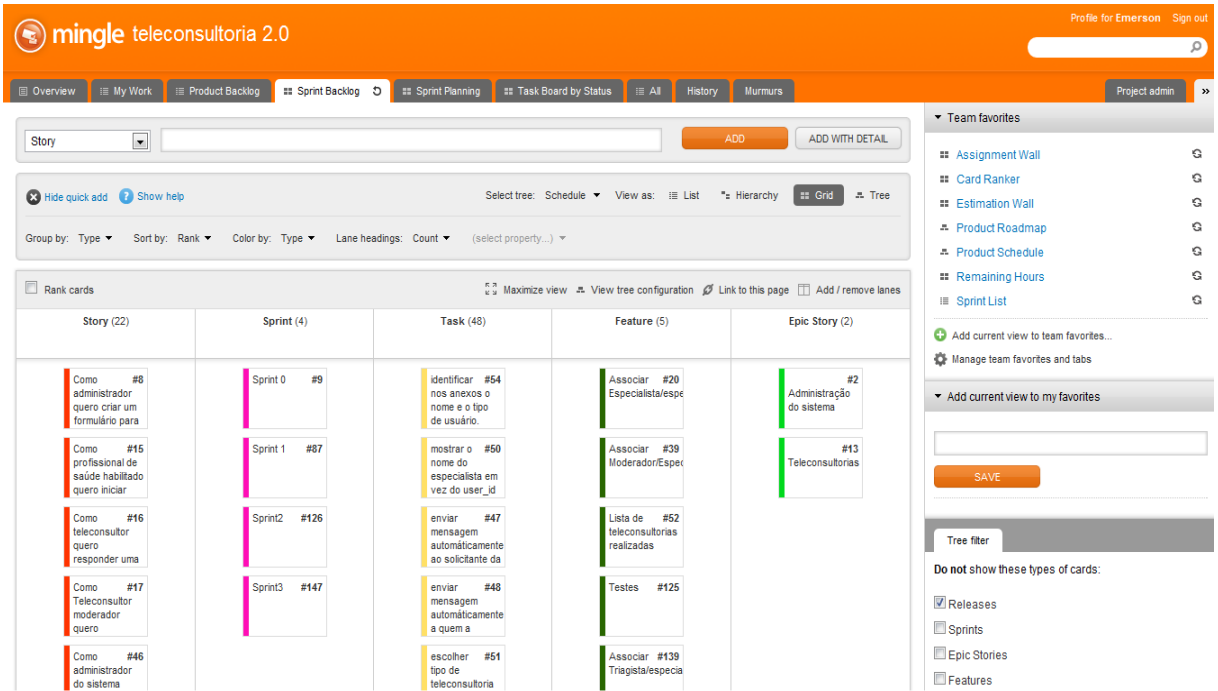 Profile for Emerson Sign out
mingle teleconsultoria 2.0
Overview My Work Product Backlog Sprint Backlog Sprint Planning Task Board by Status All History Murmurs Project admin »
Story ADD ADD WITH DETAIL
Hide quick add ? Show help Select tree: Schedule View as: List Hierarchy Grid Tree
Group by: Type Sort by: Rank Color by: Type Lane headings: Count (select property...)
Rank cards Maximize view View tree configuration Link to this page Add / remove lanes
Story (22) Sprint (4) Task (48) Feature (5) Epic Story (2)
Como #8
administrador
quero criar um
formulário para
Como #15
profissional de
saúde habilitado
quero iniciar
Como #16
teleconsultor
quero
responder uma
Como #17
Teleconsultor
moderador
quero
Como #46
administrador
do sistema
Sprint 0 #9
Sprint 1 #87
Sprint2 #126
Sprint3 #147
identificar #54
nos anexos o
nome e o tipo
de usuário.
mostrar o #50
nome do
especialista em
vez do user_id
enviar #47
mensagem
automáticamente
ao solicitante da
enviar #48
mensagem
automáticamente
a quem a
escolher #51
tipo de
teleconsultoria
Associar #20
Especialista/espe
Associar #39
Moderador/Espec
Lista de #52
teleconsultorias
realizadas
Testes #125
Associar #139
Triagista/especia
#2
Administração
do sistema
#13
Teleconsultorias
Team favorites
Assignment Wall
Card Ranker
Estimation Wall
Product Roadmap
Product Schedule
Remaining Hours
Sprint List
Add current view to team favorites...
Manage team favorites and tabs
Add current view to my favorites
SAVE
Tree filter
Do not show these types of cards:
Releases
Sprints
Epic Stories
Features